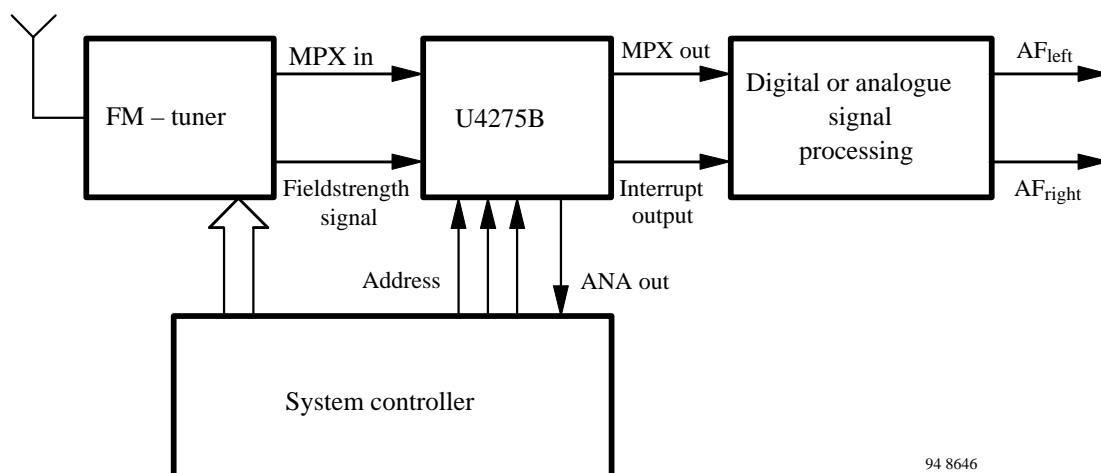 MPX in
MPX out
AFleft
FM – tuner
U4275B
Digital or analogue
signal
processing
Fieldstrength
signal
Interrupt
output
AFright
Address
ANA out
System controller
94 8646